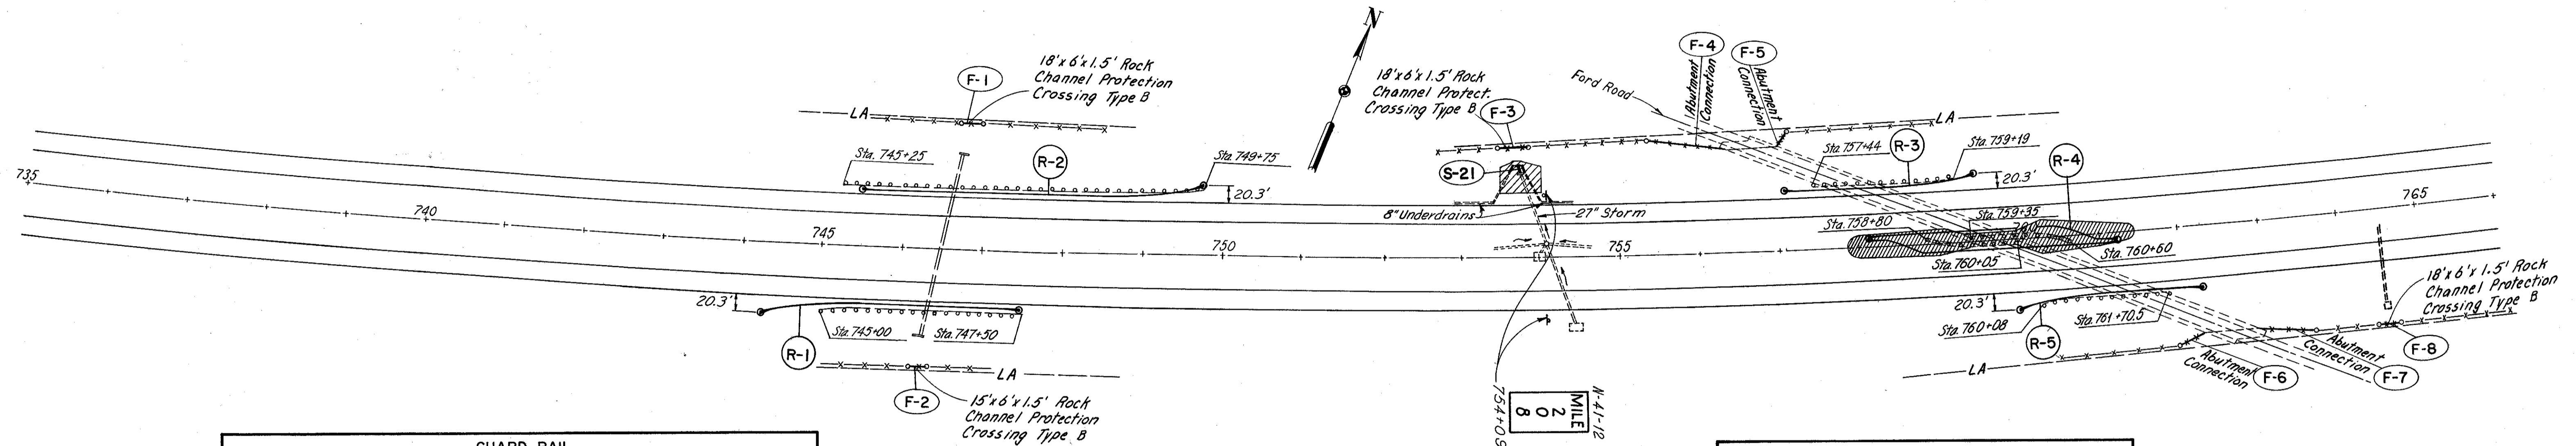 N
F-1
18'x 6'x 1.5' Rock
Channel Protection
Crossing Type B
LA
18'x 6'x 1.5' Rock
Channel Protect.
Crossing Type B
F-3
F-4
F-5
Abutment
Connection
Abutment
Connection
Ford Road
LA
Sta. 745+25
R-2
Sta. 749+75
20.3'
S-21
8" Underdrains
27" Storm
Sta. 757+44
R-3
Sta. 759+19
20.3'
R-4
735
740
745
750
755
765
Sta. 758+80
Sta. 759+35
Sta. 760+05
Sta. 760+60
20.3'
Sta. 745+00
Sta. 747+50
R-1
20.3'
Sta. 760+08
Sta. 761+70.5
R-5
18'x 6'x 1.5' Rock
Channel Protection
Crossing Type B
F-8
LA
F-2
15'x 6'x 1.5' Rock
Channel Protection
Crossing Type B
LA
Abutment
Connection
F-6
Abutment
Connection
F-7
MILE
2
0
8
N-41-12
GUARD RAIL